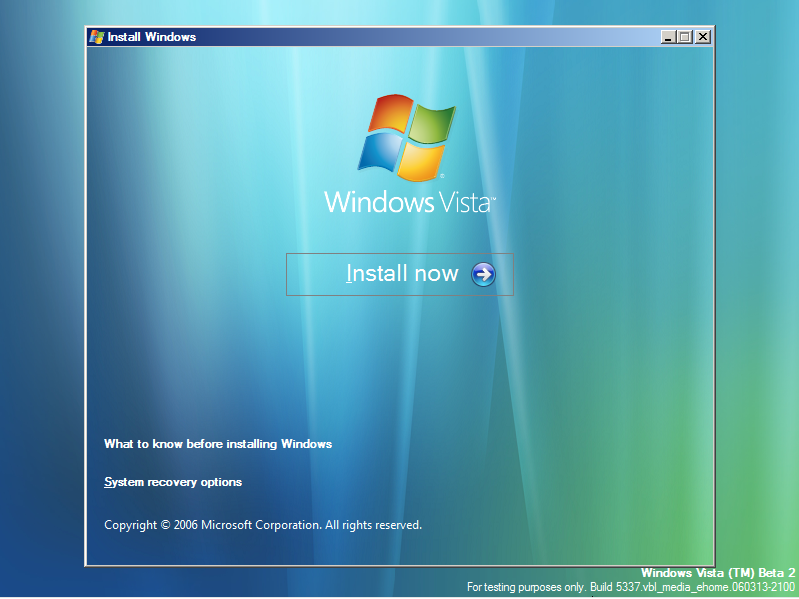 Install Windows
Windows Vista™
Install now
What to know before installing Windows
System recovery options
Copyright © 2006 Microsoft Corporation. All rights reserved.
Windows Vista (TM) Beta 2
For testing purposes only. Build 5337.vbl_media_ehome.060313-2100